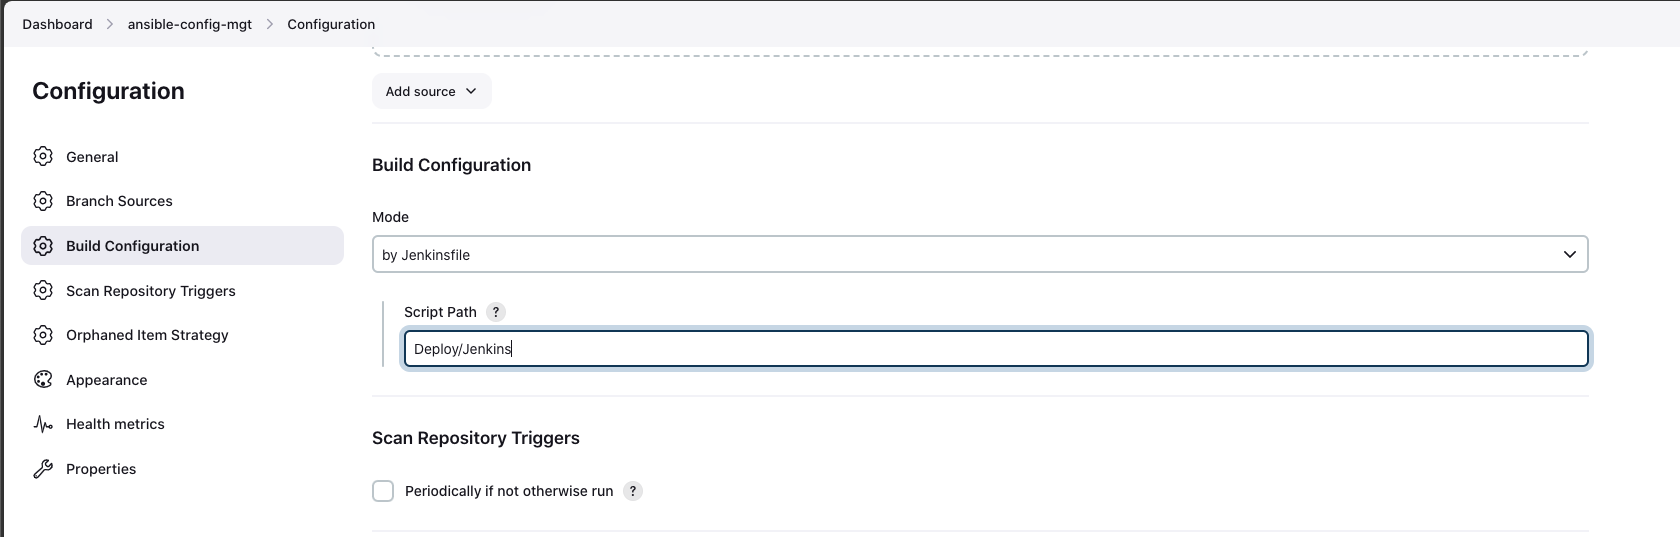 Dashboard > ansible-config-mgt > Configuration
Configuration
General
Branch Sources
Build Configuration
Scan Repository Triggers
Orphaned Item Strategy
Appearance
Health metrics
Properties
Add source
Build Configuration
Mode
by Jenkinsfile
Script Path ?
Deploy/Jenkins
Scan Repository Triggers
Periodically if not otherwise run ?